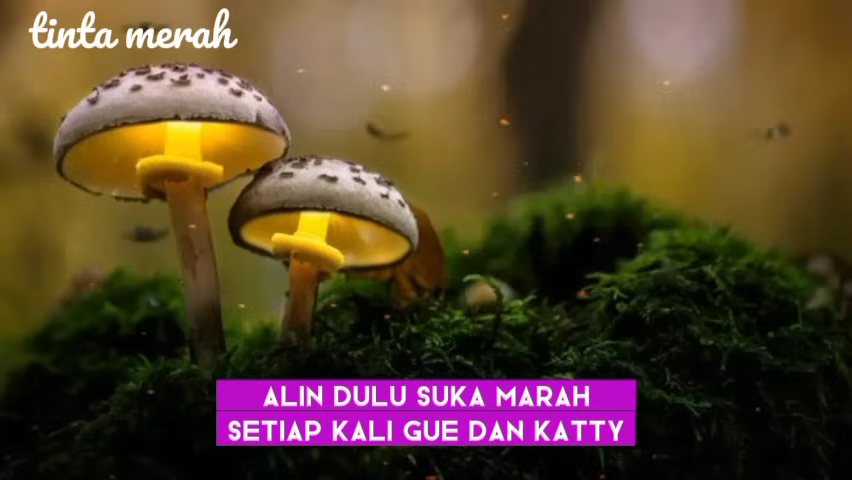 tinta merah
ALIN DULU SUKA MARAH
SETIAP KALI GUE DAN KATTY